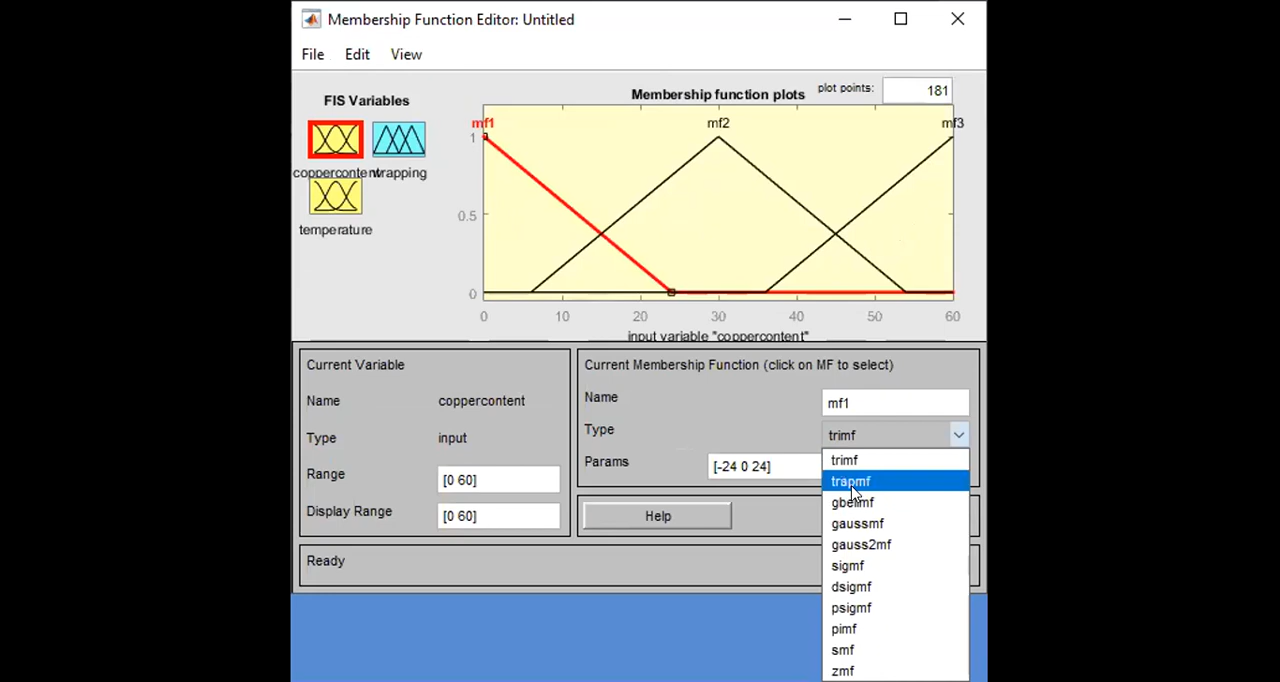 Membership Function Editor: Untitled
File Edit View
FIS Variables
Membership function plots
plot points: 181
mf1 mf2 mf3
1
0.5
0
0 10 20 30 40 50 60
input variable "coppercontent"
temperature
Current Variable
Name coppercontent
Type input
Range [0 60]
Display Range [0 60]
Current Membership Function (click on MF to select)
Name mf1
Type trimf
Params [-24 0 24]
trimf
trapmf
gbellmf
gaussmf
gauss2mf
sigmf
dsigmf
psigmf
pimf
smf
zmf
Help
Ready